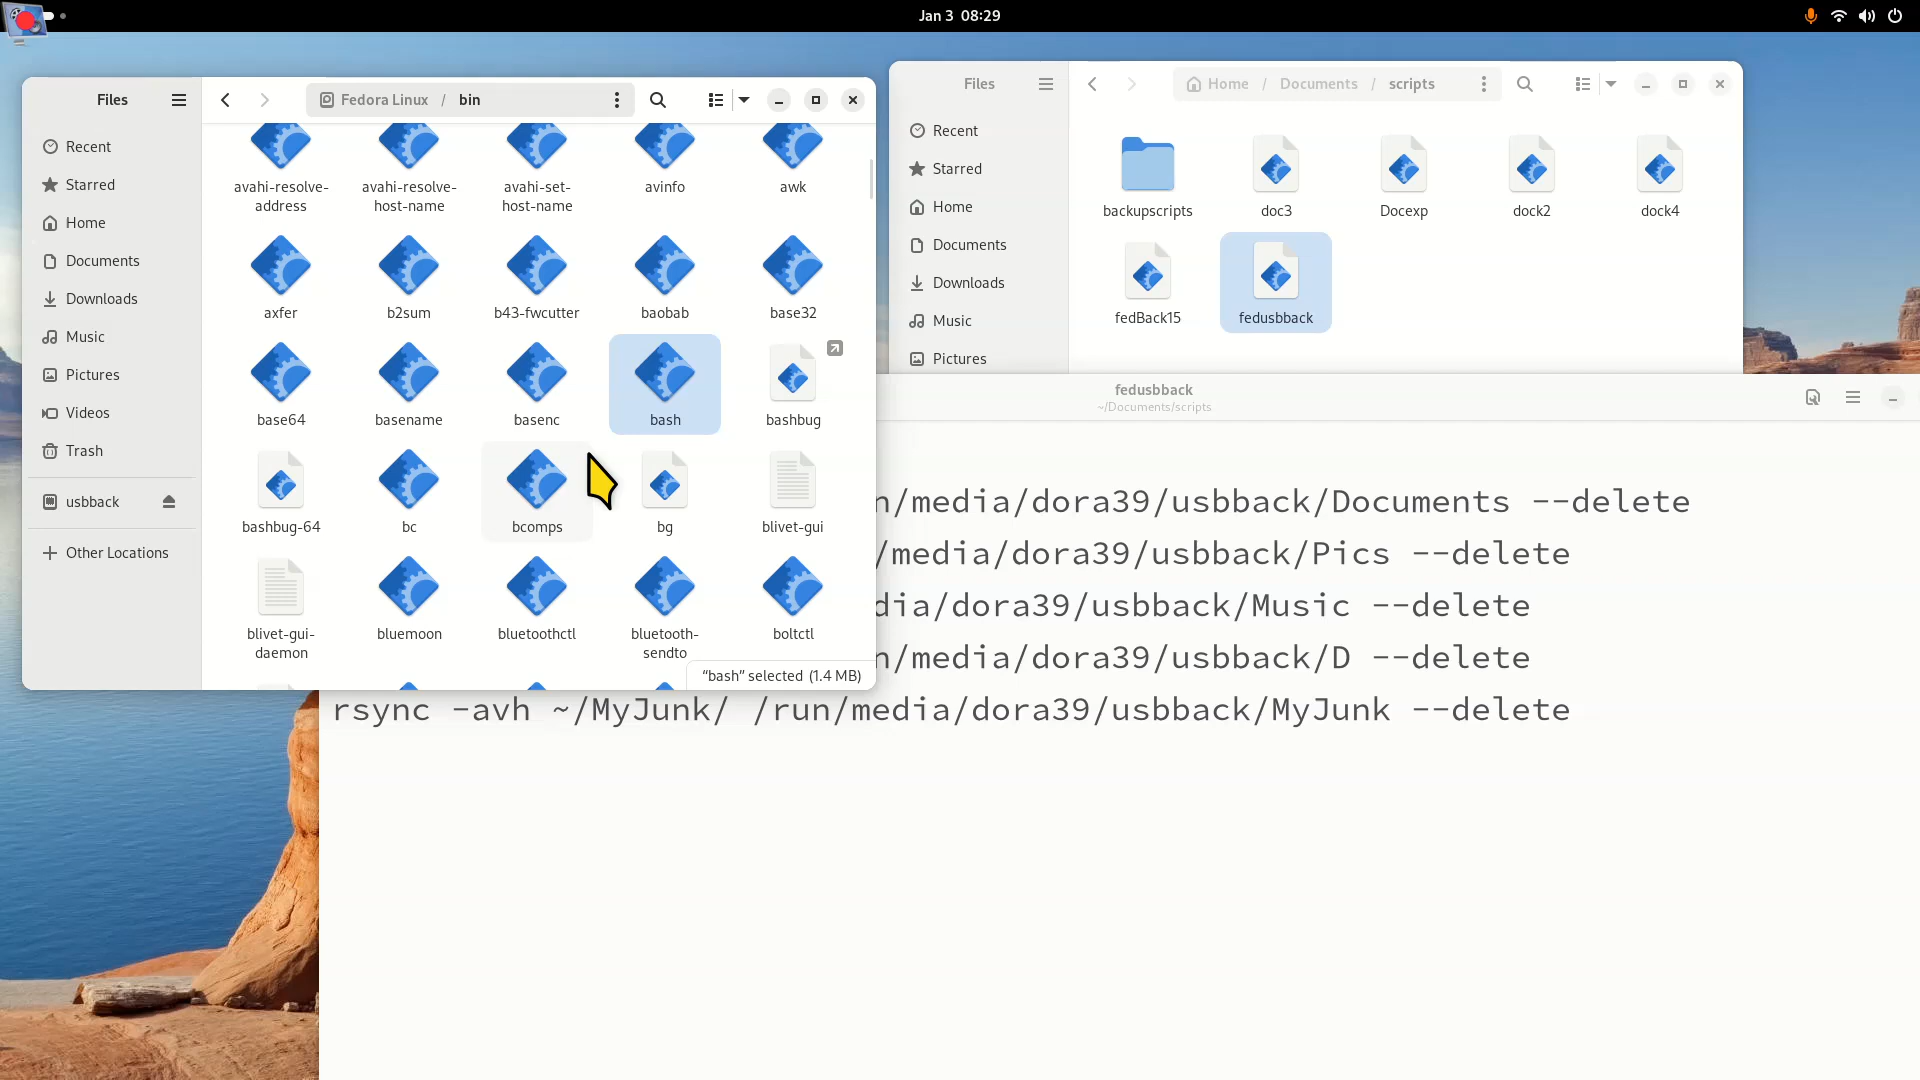 Jan 3 08:29
Files
Fedora Linux / bin
Recent
Starred
Home
Documents
Downloads
Music
Pictures
Videos
Trash
usbback
Other Locations
avahi-resolve-address
avahi-resolve-host-name
avahi-set-host-name
avinfo
awk
axfer
b2sum
b43-fwcutter
baobab
base32
base64
basename
basenc
bash
bashbug
bashbug-64
bc
bcomps
bg
blivet-gui
blivet-gui-daemon
bluemoon
bluetoothctl
bluetooth-sendto
boltctl
“bash” selected (1.4 MB)
Files
Home / Documents / scripts
Recent
Starred
Home
Documents
Downloads
Music
Pictures
backupscripts
doc3
Docexp
dock2
dock4
fedBack15
fedusbback
fedusbback
~/Documents/scripts
n/media/dora39/usbback/Documents --delete
/media/dora39/usbback/Pics --delete
dia/dora39/usbback/Music --delete
n/media/dora39/usbback/D --delete
rsync -avh ~/MyJunk/ /run/media/dora39/usbback/MyJunk --delete